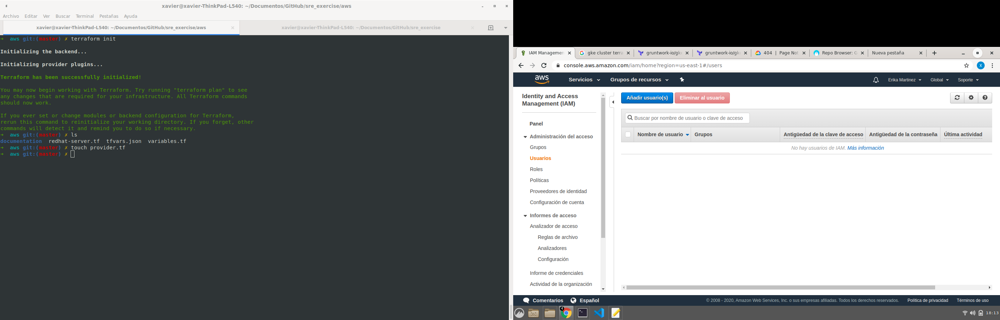 xavier@xavier-ThinkPad-L540: ~/Documentos/GitHub/sre_exercise/aws
Archivo Editar Ver Buscar Terminal Pestañas Ayuda
xavier@xavier-ThinkPad-L540: ~/Documentos/GitHub/sre_exercise/aws
xavier@xavier-ThinkPad-L540: ~/Documentos/GitHub/sre_exercise
➜  aws git:(master) ✗ terraform init
Initializing the backend...
Initializing provider plugins...
Terraform has been successfully initialized!
You may now begin working with Terraform. Try running "terraform plan" to see
any changes that are required for your infrastructure. All Terraform commands
should now work.
If you ever set or change modules or backend configuration for Terraform,
rerun this command to reinitialize your working directory. If you forget, other
commands will detect it and remind you to do so if necessary.
➜  aws git:(master) ✗ ls
documentation  redhat-server.tf  tfvars.json  variables.tf
➜  aws git:(master) ✗ touch provider.tf
➜  aws git:(master) ✗
IAM Managemen
gke cluster terra
gruntwork-io/gke
gruntwork-io/gke
404 | Page Not
Repo Browser: G
Nueva pestaña
console.aws.amazon.com/iam/home?region=us-east-1#/users
X
aws
Servicios
Grupos de recursos
Erika Martinez
Global
Soporte
Identity and Access
Management (IAM)
Panel
Administración del acceso
Grupos
Usuarios
Roles
Políticas
Proveedores de identidad
Configuración de cuenta
Informes de acceso
Analizador de acceso
Reglas de archivo
Analizadores
Configuración
Informe de credenciales
Actividad de la organización
Añadir usuario(s)
Eliminar al usuario
Buscar por nombre de usuario o clave de acceso
Nombre de usuario
Grupos
Antigüedad de la clave de acceso
Antigüedad de la contraseña
Última actividad
No hay usuarios de IAM. Más información
Comentarios
Español
© 2008 - 2020, Amazon Web Services, Inc. o sus empresas afiliadas. Todos los derechos reservados.
Política de privacidad
Términos de uso
4
18:13